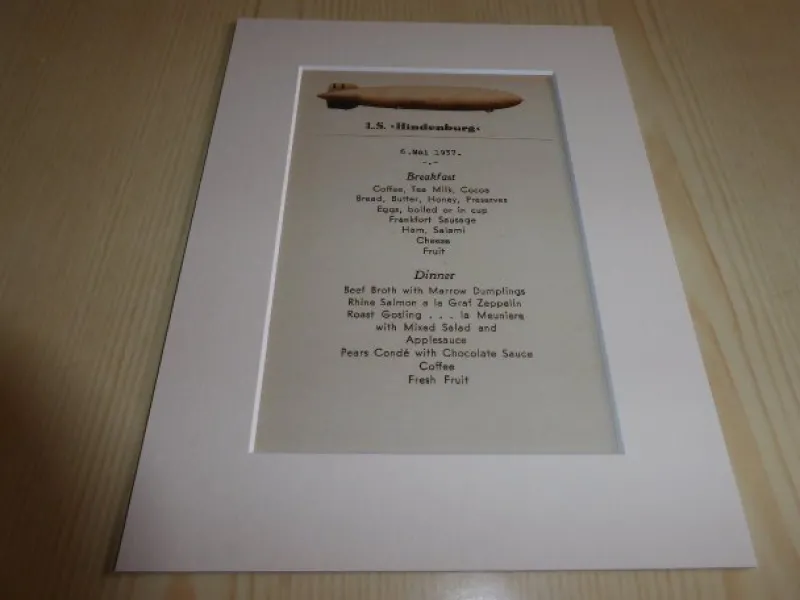 L.S. »Hindenburg«
6.Mai 1937.
-.-
Breakfast
Coffee, Tea Milk, Cocoa
Bread, Butter, Honey, Preserves
Eggs, boiled or in cup
Frankfort Sausage
Ham, Salami
Cheese
Fruit
Dinner
Beef Broth with Marrow Dumplings
Rhine Salmon a la Graf Zeppelin
Roast Gosling . . . la Meuniere
with Mixed Salad and
Applesauce
Pears Condé with Chocolate Sauce
Coffee
Fresh Fruit